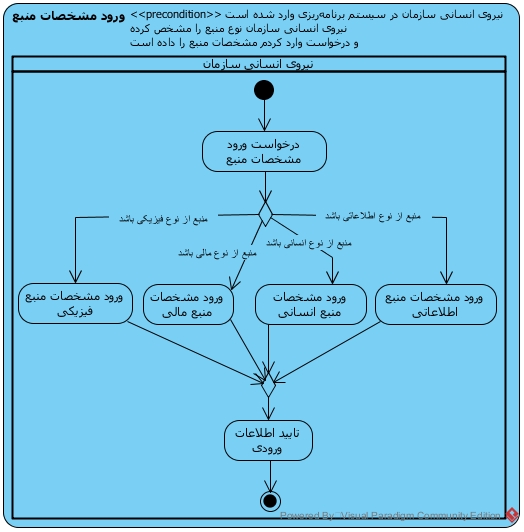 ورود مشخصات منبع <<precondition>> نیروی انسانی سازمان در سیستم برنامه‌ریزی وارد شده است
نیروی انسانی سازمان نوع منبع را مشخص کرده
و درخواست وارد کردم مشخصات منبع را داده است
نیروی انسانی سازمان
درخواست ورود
مشخصات منبع
منبع از نوع اطلاعاتی باشد
منبع از نوع فیزیکی باشد
منبع از نوع انسانی باشد
منبع از نوع مالی باشد
ورود مشخصات منبع
اطلاعاتی
ورود مشخصات
منبع انسانی
ورود مشخصات
منبع مالی
ورود مشخصات منبع
فیزیکی
تایید اطلاعات
ورودی
Powered By Visual Paradigm Community Edition